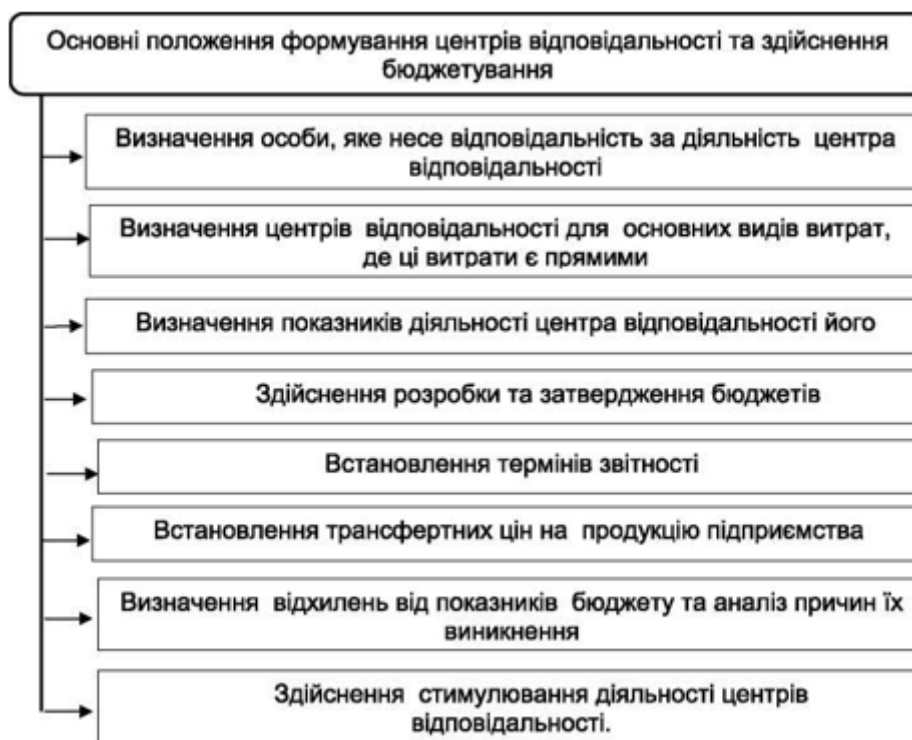 Основні положення формування центрів відповідальності та здійснення
бюджетування
Визначення особи, яке несе відповідальність за діяльність центра
відповідальності
Визначення центрів відповідальності для основних видів витрат,
де ці витрати є прямими
Визначення показників діяльності центра відповідальності його
Здійснення розробки та затвердження бюджетів
Встановлення термінів звітності
Встановлення трансфертних цін на продукцію підприємства
Визначення відхилень від показників бюджету та аналіз причин їх
виникнення
Здійснення стимулювання діяльності центрів
відповідальності.